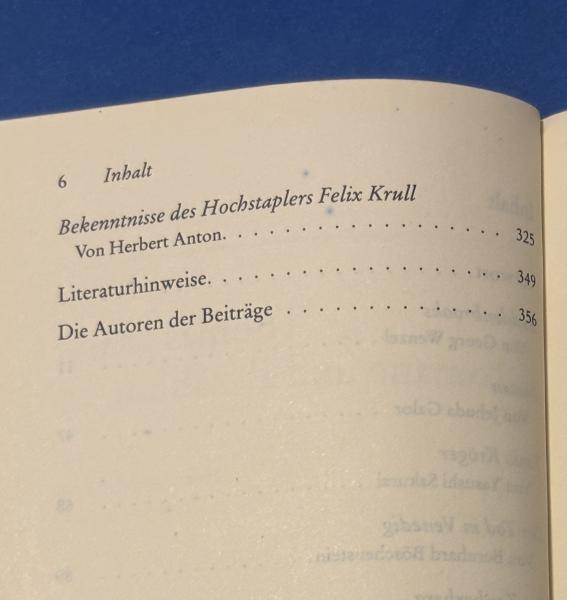 6 Inhalt
Bekenntnisse des Hochstaplers Felix Krull
Von Herbert Anton. . . . . . . . . . . . . . . . . 325
Literaturhinweise. . . . . . . . . . . . . . . . . . 349
Die Autoren der Beiträge . . . . . . . . . . . . . 356